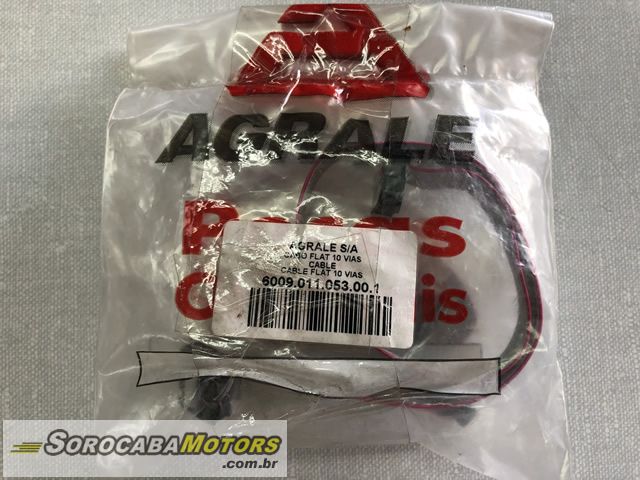 AGRALE
Peças
AGRALE S/A
CABO FLAT 10 VIAS
CABLE
CABLE FLAT 10 VIAS
6009.011.053.00.1
SOROCABAMOTORS
.com.br